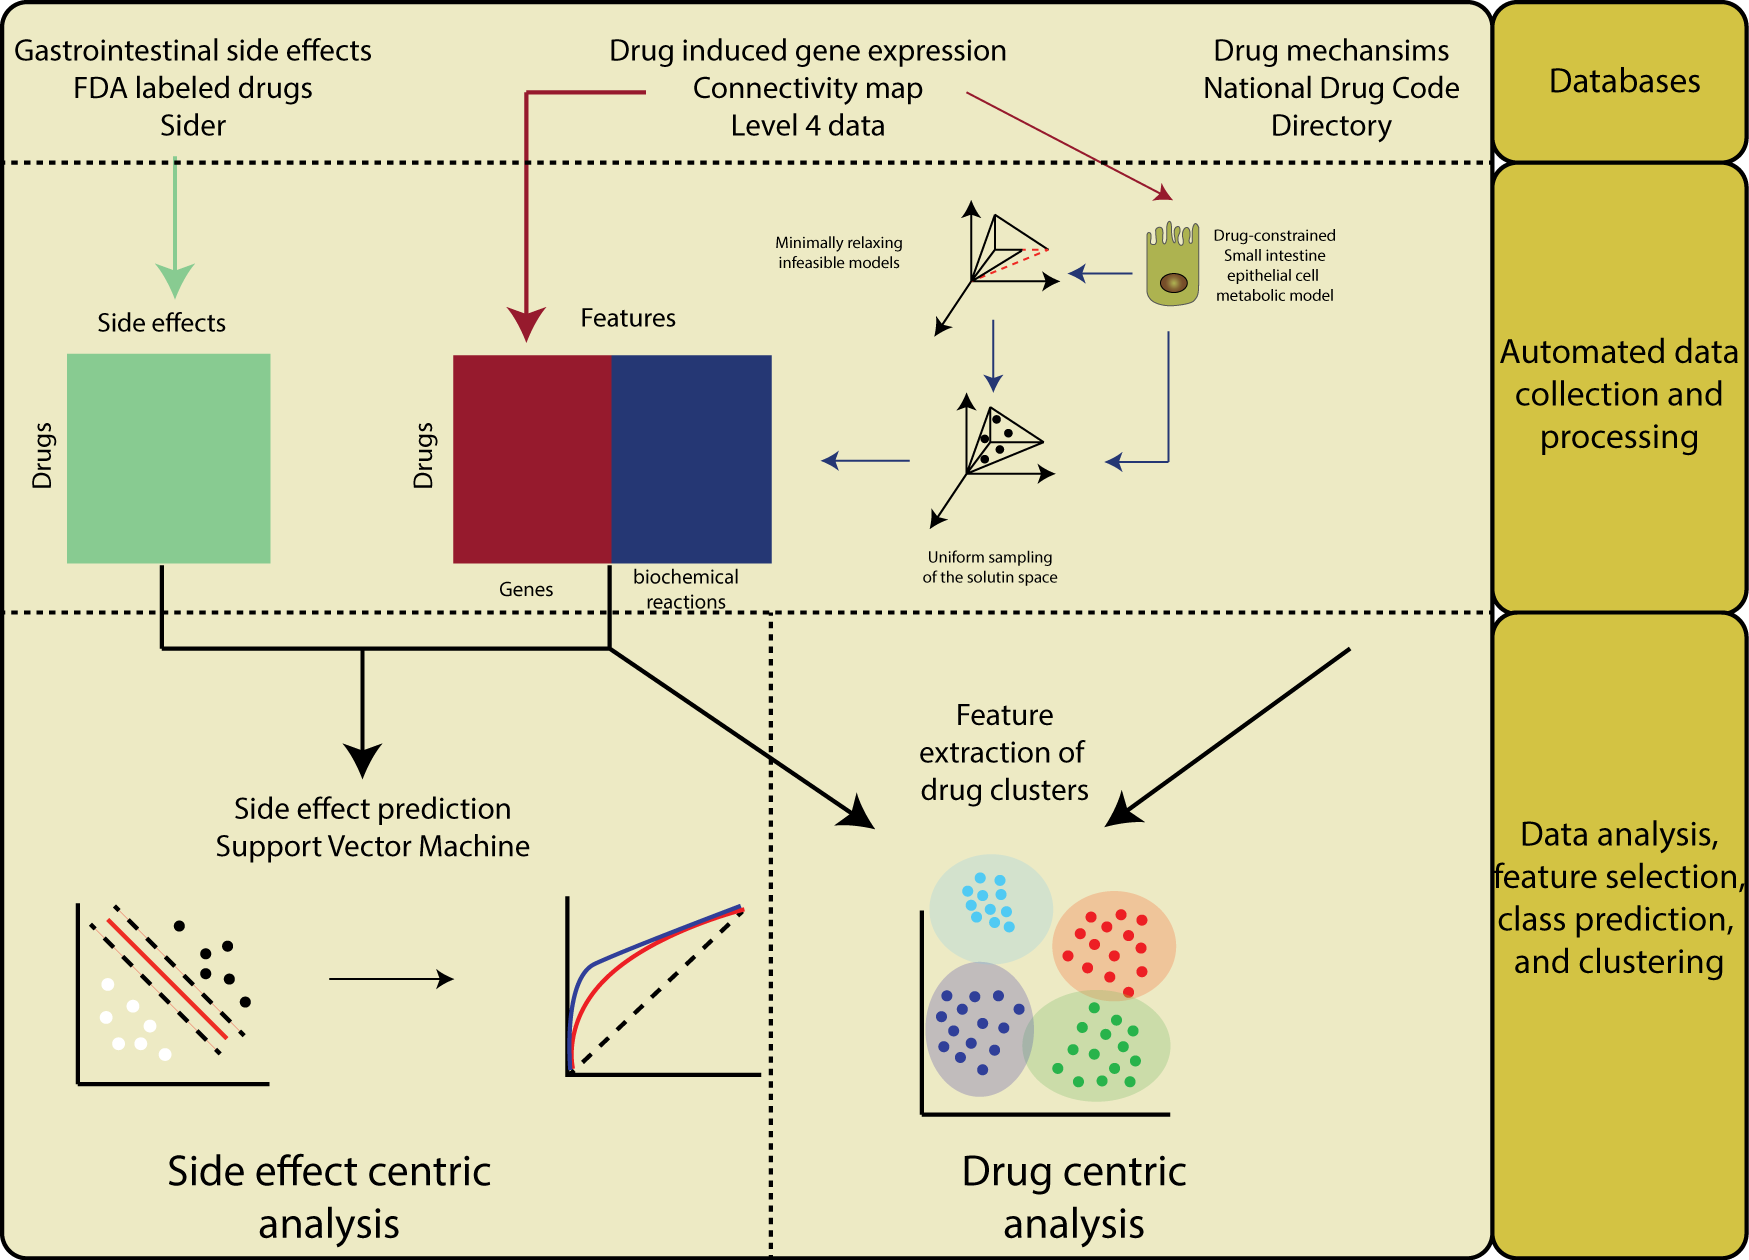 Gastrointestinal side effects
FDA labeled drugs
Sider
Drug induced gene expression
Connectivity map
Level 4 data
Drug mechansims
National Drug Code
Directory
Databases
Minimally relaxing
infeasible models
Drug-constrained
Small intestine
epithelial cell
metabolic model
Side effects
Drugs
Features
Drugs
Genes
biochemical
reactions
Uniform sampling
of the solutin space
Automated data
collection and
processing
Side effect prediction
Support Vector Machine
Side effect centric
analysis
Feature
extraction of
drug clusters
Drug centric
analysis
Data analysis,
feature selection,
class prediction,
and clustering